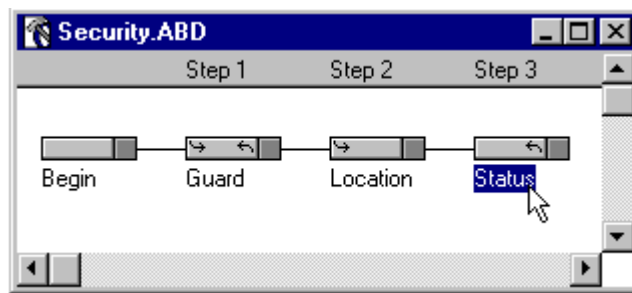 Security.ABD
Step 1 Step 2 Step 3
Begin Guard Location Status